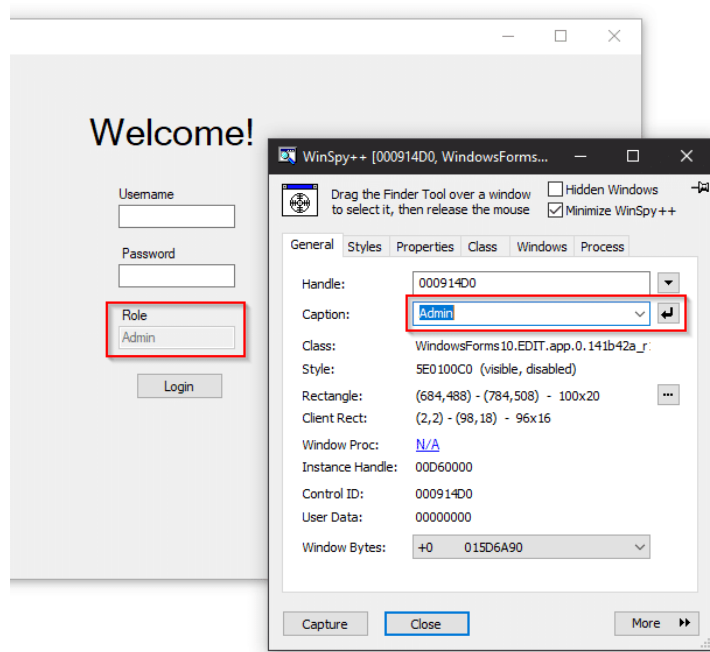 Welcome!
Username
Password
Role
Admin
Login
WinSpy++ [000914D0, WindowsForms...
Drag the Finder Tool over a window
to select it, then release the mouse
Hidden Windows
Minimize WinSpy++
General Styles Properties Class Windows Process
Handle: 000914D0
Caption: Admin
Class: WindowsForms10.EDIT.app.0.141b42a_r1
Style: 5E0100C0 (visible, disabled)
Rectangle: (684,488) - (784,508) - 100x20 ...
Client Rect: (2,2) - (98,18) - 96x16
Window Proc: N/A
Instance Handle: 00D60000
Control ID: 000914D0
User Data: 00000000
Window Bytes: +0 015D6A90
Capture Close More